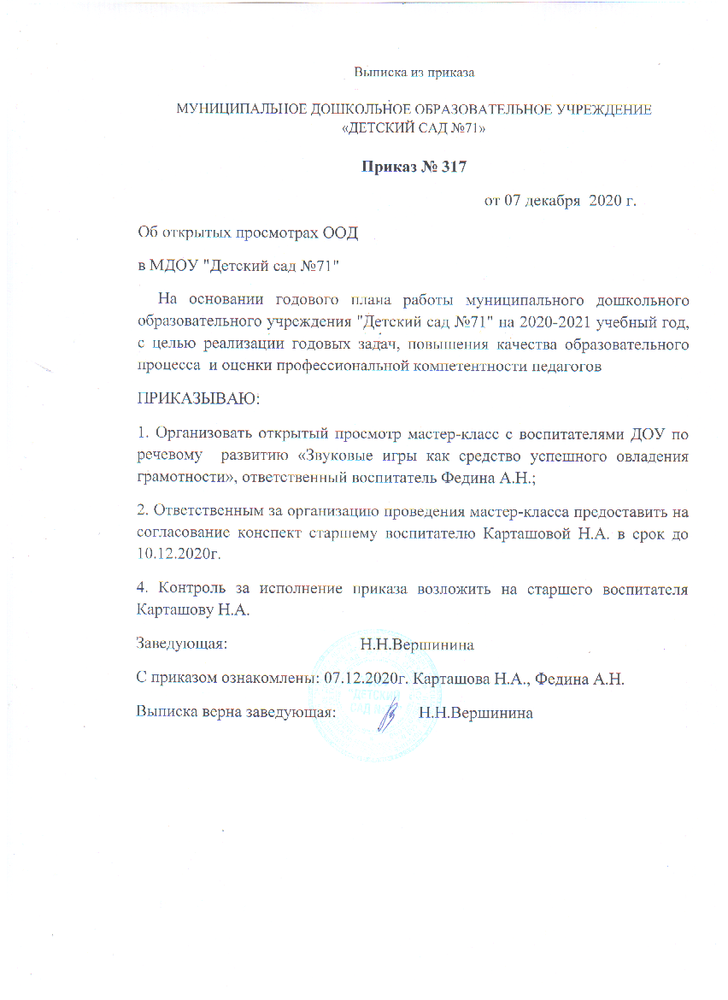 Выписка из приказа
МУНИЦИПАЛЬНОЕ ДОШКОЛЬНОЕ ОБРАЗОВАТЕЛЬНОЕ УЧРЕЖДЕНИЕ
«ДЕТСКИЙ САД №71»
Приказ № 317
от 07 декабря 2020 г.
Об открытых просмотрах ООД
в МДОУ "Детский сад №71"
На основании годового плана работы муниципального дошкольного
образовательного учреждения "Детский сад №71" на 2020-2021 учебный год,
с целью реализации годовых задач, повышения качества образовательного
процесса и оценки профессиональной компетентности педагогов
ПРИКАЗЫВАЮ:
1. Организовать открытый просмотр мастер-класс с воспитателями ДОУ по
речевому развитию «Звуковые игры как средство успешного овладения
грамотности», ответственный воспитатель Федина А.Н.;
2. Ответственным за организацию проведения мастер-класса предоставить на
согласование конспект старшему воспитателю Карташовой Н.А. в срок до
10.12.2020г.
4. Контроль за исполнение приказа возложить на старшего воспитателя
Карташову Н.А.
Заведующая: Н.Н.Вершинина
С приказом ознакомлены: 07.12.2020г. Карташова Н.А., Федина А.Н.
Выписка верна заведующая: Н.Н.Вершинина
"ДЕТСКИЙ
САД